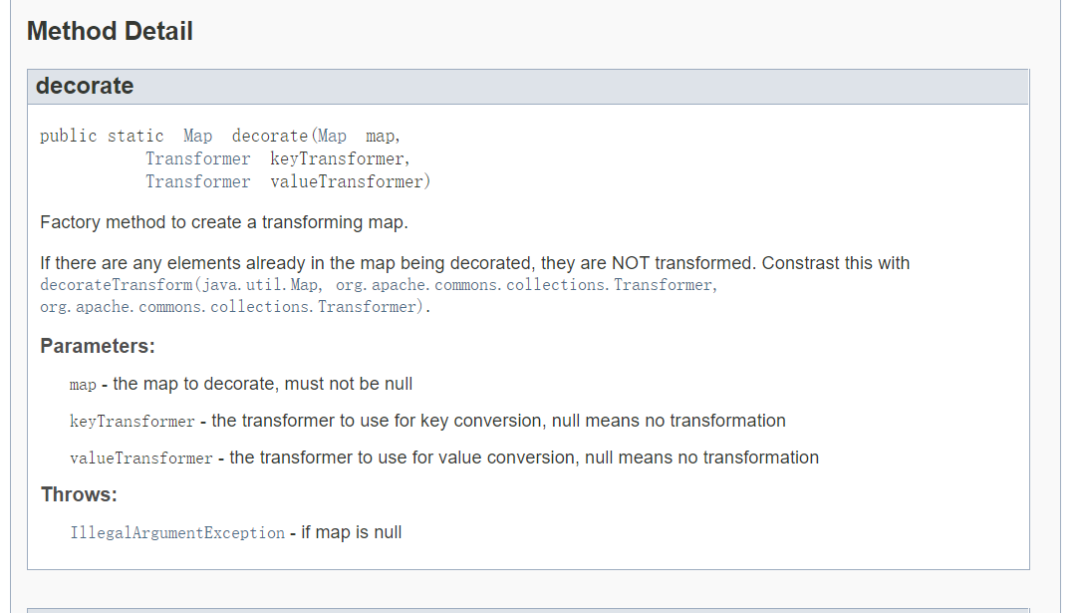 Method Detail
decorate
public static Map decorate(Map map,
Transformer keyTransformer,
Transformer valueTransformer)
Factory method to create a transforming map.
If there are any elements already in the map being decorated, they are NOT transformed. Constrast this with
decorateTransform(java.util.Map, org.apache.commons.collections.Transformer,
org.apache.commons.collections.Transformer).
Parameters:
map - the map to decorate, must not be null
keyTransformer - the transformer to use for key conversion, null means no transformation
valueTransformer - the transformer to use for value conversion, null means no transformation
Throws:
IllegalArgumentException - if map is null